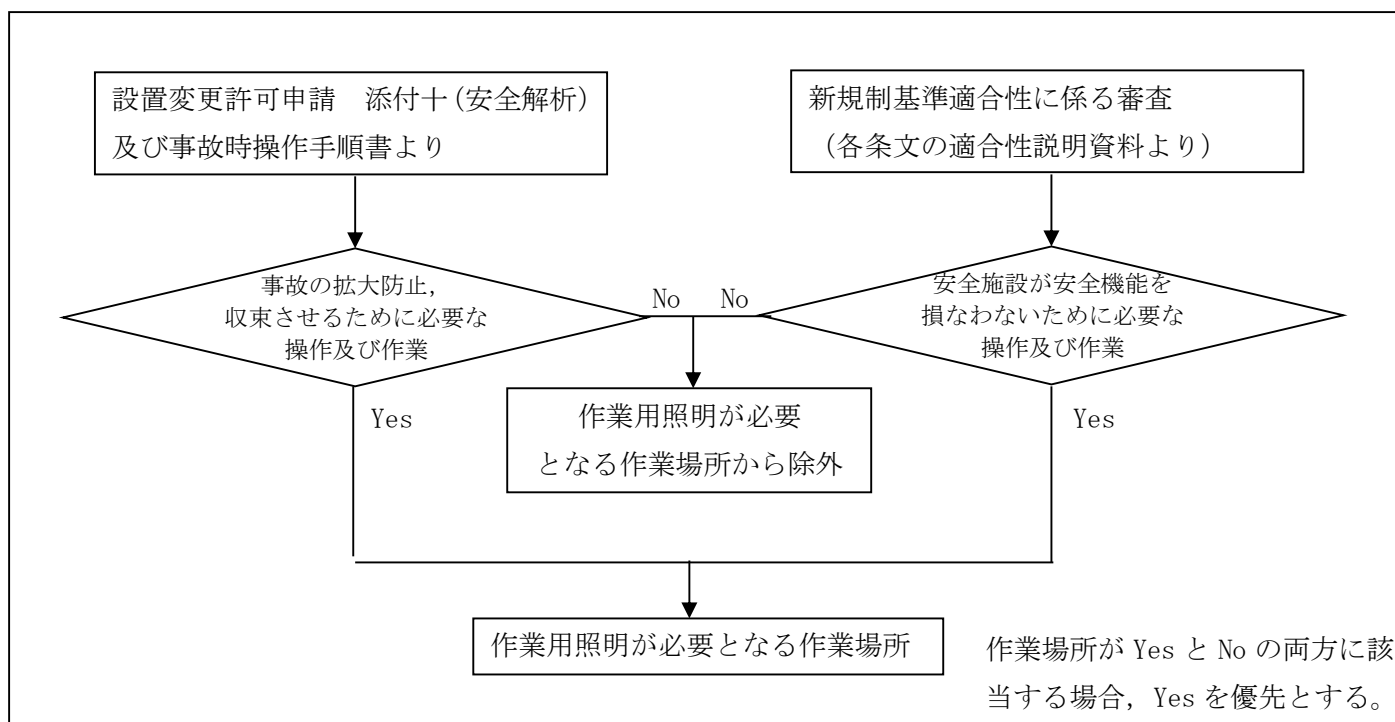 設置変更許可申請　添付十(安全解析)
及び事故時操作手順書より
新規制基準適合性に係る審査
（各条文の適合性説明資料より）
事故の拡大防止，
収束させるために必要な
操作及び作業
No
No
安全施設が安全機能を
損なわないために必要な
操作及び作業
Yes
作業用照明が必要
となる作業場所から除外
Yes
作業用照明が必要となる作業場所
作業場所が Yes と No の両方に該
当する場合，Yes を優先とする。